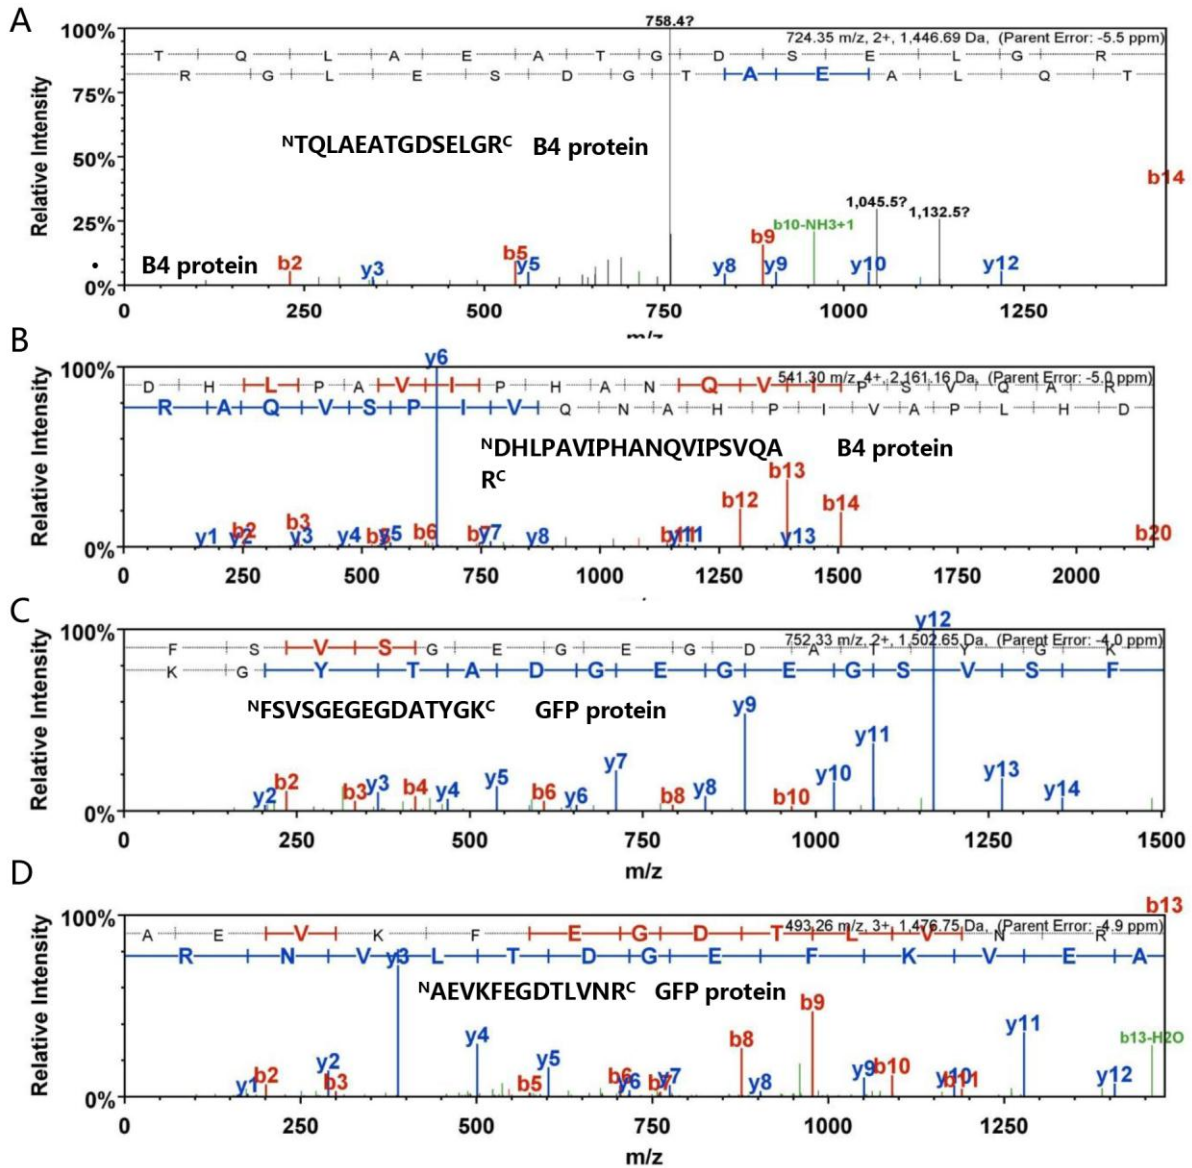 A
758.4?
100%
724.35 m/z, 2+, 1,446.69 Da, (Parent Error: -5.5 ppm)
T Q L A E A T G D S E L G R
R G L E S D G T A E A L Q T
75%
NTQLAEATGDSELGRC B4 protein
50%
b14
25%
1,045.5?
1,132.5?
b10-NH3+1
b9
B4 protein
b2 y3 b5 y5 y8 y9 y10 y12
0%
0 250 500 750 1000 1250
m/z
Relative Intensity
B
y6
100%
541.30 m/z, 4+, 2,161.16 Da, (Parent Error: -5.0 ppm)
D H L P A V I P H A N Q V P S V Q A R
R A Q V S P I V Q N A H P I V A P L H D
NDHLPAVIPHANQVIPSVQA B4 protein
RC
b13
b12 b14
y1 y2 b2 b3 y3 y4 b5 y5 b6 b7 y7 y8 b11 y11 y13 b20
0%
0 250 500 750 1000 1250 1500 1750 2000
Relative Intensity
C
y12
100%
752.33 m/z, 2+, 1,502.65 Da, (Parent Error: -4.0 ppm)
F S V S G E G E G D A T Y G K
K G Y T A D G E G E G S V S F
NFSVSGEGEGDATYGKC GFP protein
y9
y11
y7
b2 y2 b3 y3 b4 y4 y5 b6 y6 b8 y8 b10 y10 y13 y14
0%
0 250 500 750 1000 1250 1500
m/z
Relative Intensity
D
b13
100%
493.26 m/z, 3+, 1,476.75 Da, (Parent Error: -4.9 ppm)
A E V K F E G D T L V N R
R N V y3 L T D G E F K V E A
NAEVKFEGDTLVNRC GFP protein
b9
y4 b8 y11
b13-H2O
y5
y1 b2 y2 b3 b5 b6 y6 b7 y7 y8 y9 b10 y10 b11 y12
0%
0 250 500 750 1000 1250
m/z
Relative Intensity